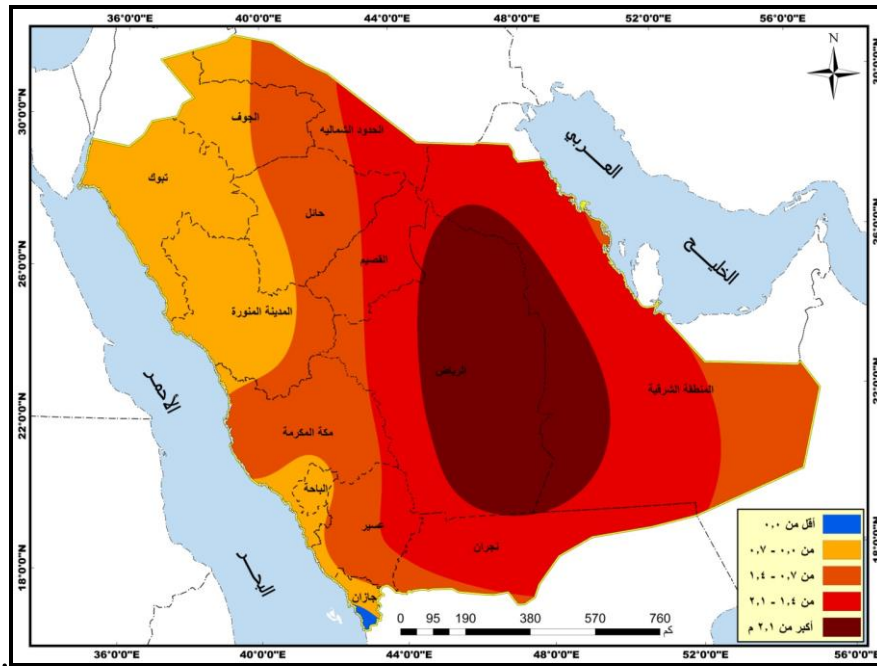 36°0'0"E 40°0'0"E 44°0'0"E 48°0'0"E 52°0'0"E 56°0'0"E
N
30°0'0"N
26°0'0"N
22°0'0"N
18°0'0"N
26°0'0"N
الجوف
الحدود الشماليه
تبوك
حائل
القصيم
المدينة المنورة
الرياض
المنطقة الشرقية
مكة المكرمة
الباحة
عسير
نجران
جازان
الخليج
العربي
البحر
الأحمر
أقل من ٠,٠
من ٠,٠ - ٠,٧
من ٠,٧ - ١,٤
من ١,٤ - ٢,١
أكبر من ٢,١ م
0 95 190 380 570 760
كم
36°0'0"E 40°0'0"E 44°0'0"E 48°0'0"E 52°0'0"E 56°0'0"E